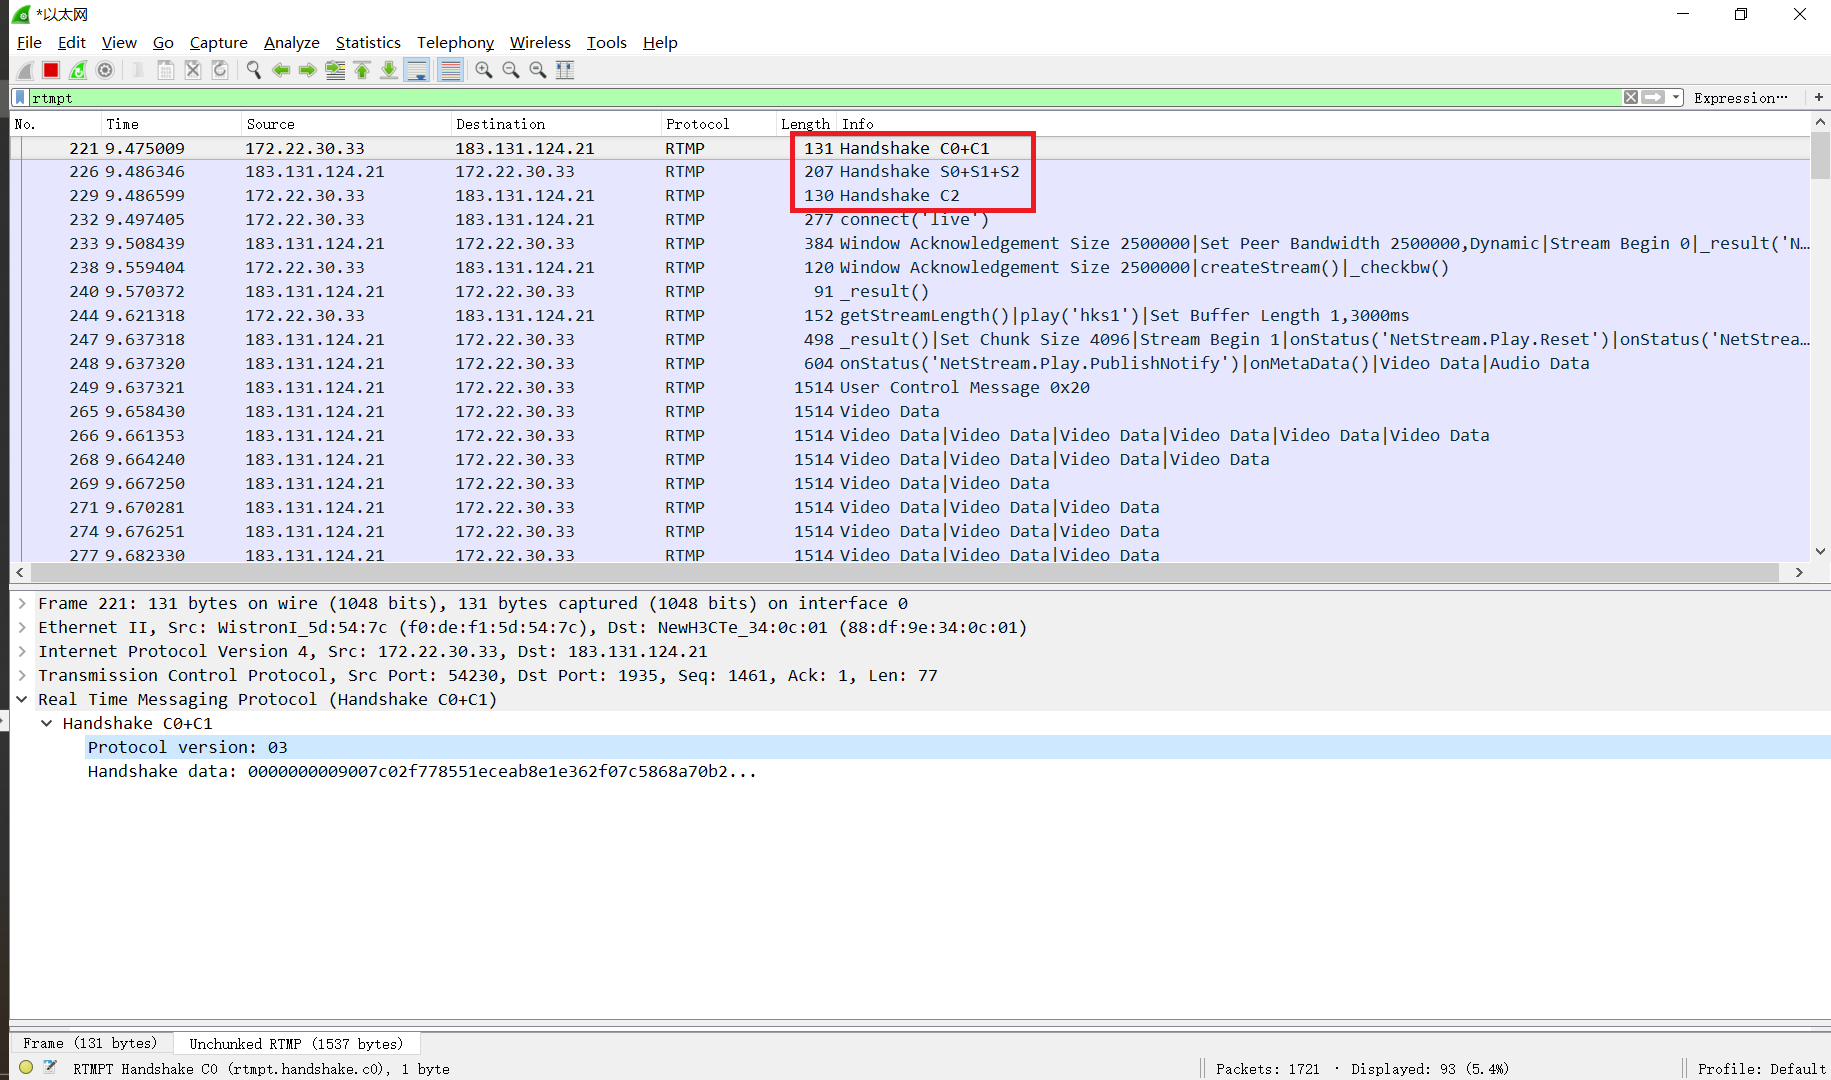 *以太网
File Edit View Go Capture Analyze Statistics Telephony Wireless Tools Help
rtmpt Expression… +
No. Time Source Destination Protocol Length Info
221 9.475009 172.22.30.33 183.131.124.21 RTMP 131 Handshake C0+C1
226 9.486346 183.131.124.21 172.22.30.33 RTMP 207 Handshake S0+S1+S2
229 9.486599 172.22.30.33 183.131.124.21 RTMP 130 Handshake C2
232 9.497405 172.22.30.33 183.131.124.21 RTMP 277 connect('live')
233 9.508439 183.131.124.21 172.22.30.33 RTMP 384 Window Acknowledgement Size 2500000|Set Peer Bandwidth 2500000,Dynamic|Stream Begin 0|_result('N…
238 9.559404 172.22.30.33 183.131.124.21 RTMP 120 Window Acknowledgement Size 2500000|createStream()|_checkbw()
240 9.570372 183.131.124.21 172.22.30.33 RTMP 91 _result()
244 9.621318 172.22.30.33 183.131.124.21 RTMP 152 getStreamLength()|play('hks1')|Set Buffer Length 1,3000ms
247 9.637318 183.131.124.21 172.22.30.33 RTMP 498 _result()|Set Chunk Size 4096|Stream Begin 1|onStatus('NetStream.Play.Reset')|onStatus('NetStrea…
248 9.637320 183.131.124.21 172.22.30.33 RTMP 604 onStatus('NetStream.Play.PublishNotify')|onMetaData()|Video Data|Audio Data
249 9.637321 183.131.124.21 172.22.30.33 RTMP 1514 User Control Message 0x20
265 9.658430 183.131.124.21 172.22.30.33 RTMP 1514 Video Data
266 9.661353 183.131.124.21 172.22.30.33 RTMP 1514 Video Data|Video Data|Video Data|Video Data|Video Data|Video Data
268 9.664240 183.131.124.21 172.22.30.33 RTMP 1514 Video Data|Video Data|Video Data|Video Data
269 9.667250 183.131.124.21 172.22.30.33 RTMP 1514 Video Data|Video Data
271 9.670281 183.131.124.21 172.22.30.33 RTMP 1514 Video Data|Video Data|Video Data
274 9.676251 183.131.124.21 172.22.30.33 RTMP 1514 Video Data|Video Data|Video Data
277 9.682330 183.131.124.21 172.22.30.33 RTMP 1514 Video Data|Video Data|Video Data
Frame 221: 131 bytes on wire (1048 bits), 131 bytes captured (1048 bits) on interface 0
Ethernet II, Src: WistronI_5d:54:7c (f0:de:f1:5d:54:7c), Dst: NewH3CTe_34:0c:01 (88:df:9e:34:0c:01)
Internet Protocol Version 4, Src: 172.22.30.33, Dst: 183.131.124.21
Transmission Control Protocol, Src Port: 54230, Dst Port: 1935, Seq: 1461, Ack: 1, Len: 77
Real Time Messaging Protocol (Handshake C0+C1)
Handshake C0+C1
Protocol version: 03
Handshake data: 0000000009007c02f778551eceab8e1e362f07c5868a70b2...
Frame (131 bytes) Unchunked RTMP (1537 bytes)
RTMPT Handshake C0 (rtmpt.handshake.c0), 1 byte Packets: 1721 · Displayed: 93 (5.4%) Profile: Default